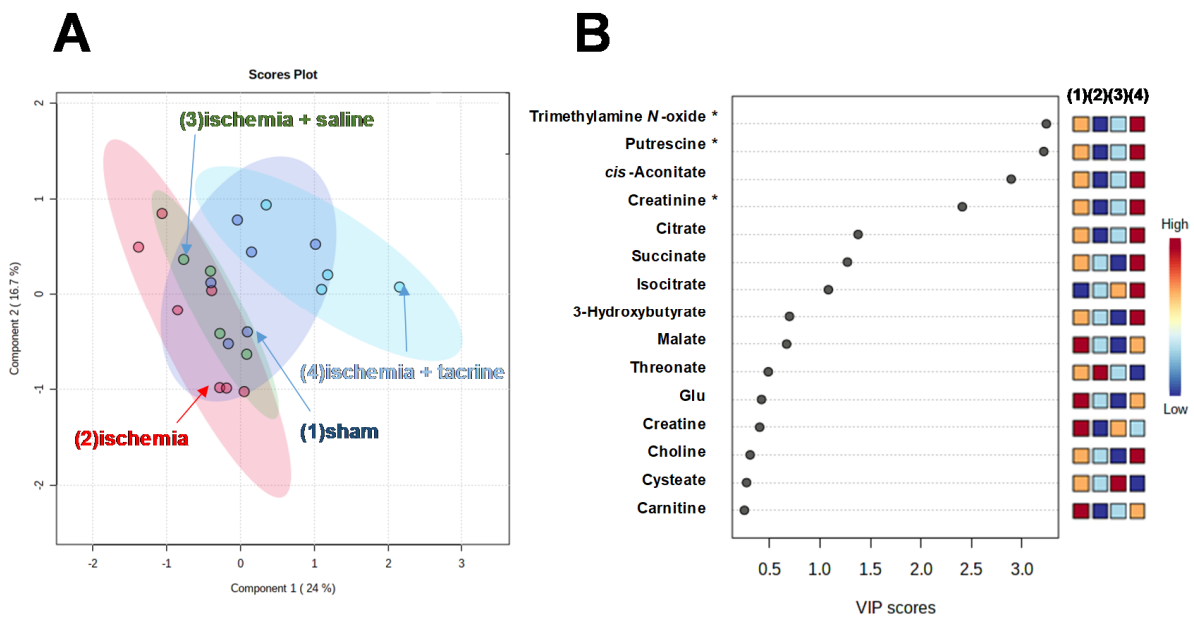 A
Scores Plot
Component 2 ( 16.7 %)
2
1
0
-1
-2
(3)ischemia + saline
(4)ischemia + tacrine
(2)ischemia
(1)sham
-2 -1 0 1 2 3
Component 1 ( 24 %)
B
(1)(2)(3)(4)
Trimethylamine N -oxide *
Putrescine *
cis -Aconitate
Creatinine *
Citrate
Succinate
Isocitrate
3-Hydroxybutyrate
Malate
Threonate
Glu
Creatine
Choline
Cysteate
Carnitine
High
Low
0.5 1.0 1.5 2.0 2.5 3.0
VIP scores